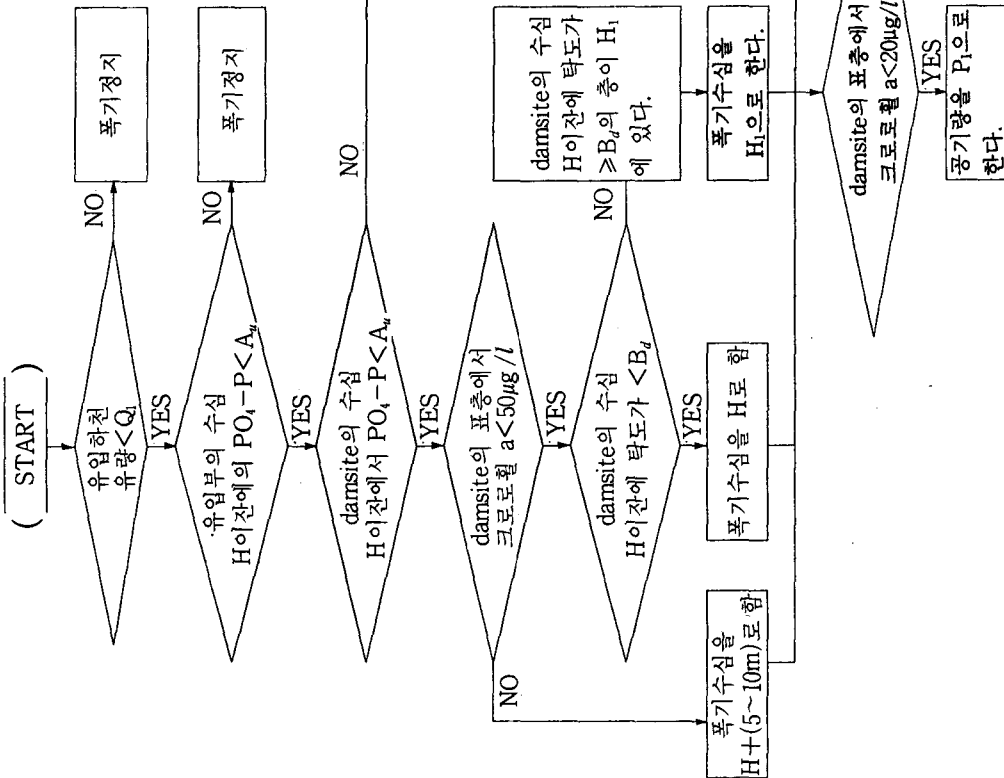 ( START )
유입하천
유량<Q₁
NO
폭기정지
YES
유입부의 수심
H이잔에의 PO₄−P<Aᵤ
NO
폭기정지
YES
damsite의 수심
H이잔에서 PO₄−P<Aᵤ
NO
YES
damsite의 표층에서
크로로휠 a<50μg/l
NO
YES
damsite의 수심
H이잔에 탁도가 <B_d
NO
damsite의 수심
H이잔에 탁도가
≥B_d의 층이 H₁
에 있다.
YES
폭기수심을
H+(5~10m)로 함
폭기수심을 H로 함
폭기수심을
H₁으로 한다.
damsite의 표층에서
크로로휠 a<20μg/l
YES
공기량을 P₁으로
한다.